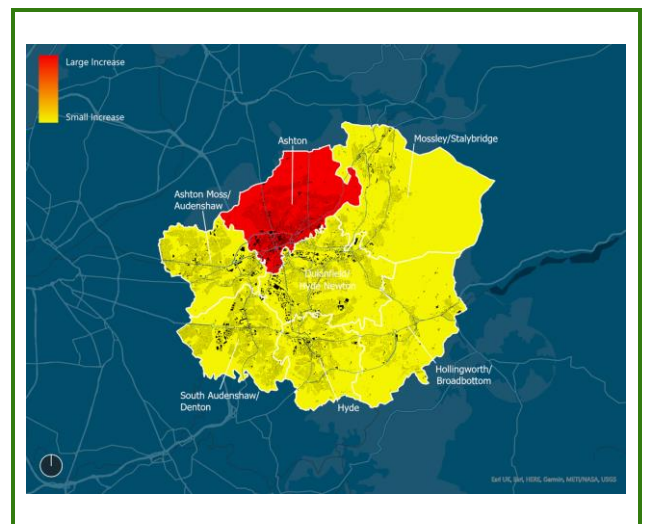 Large Increase
Small Increase
Ashton
Mossley/Stalybridge
Ashton Moss/
Audenshaw
Dukinfield/
Hyde Newton
Hollingworth/
Broadbottom
South Audenshaw/
Denton
Hyde
Esri UK, Esri, HERE, Garmin, METI/NASA, USGS